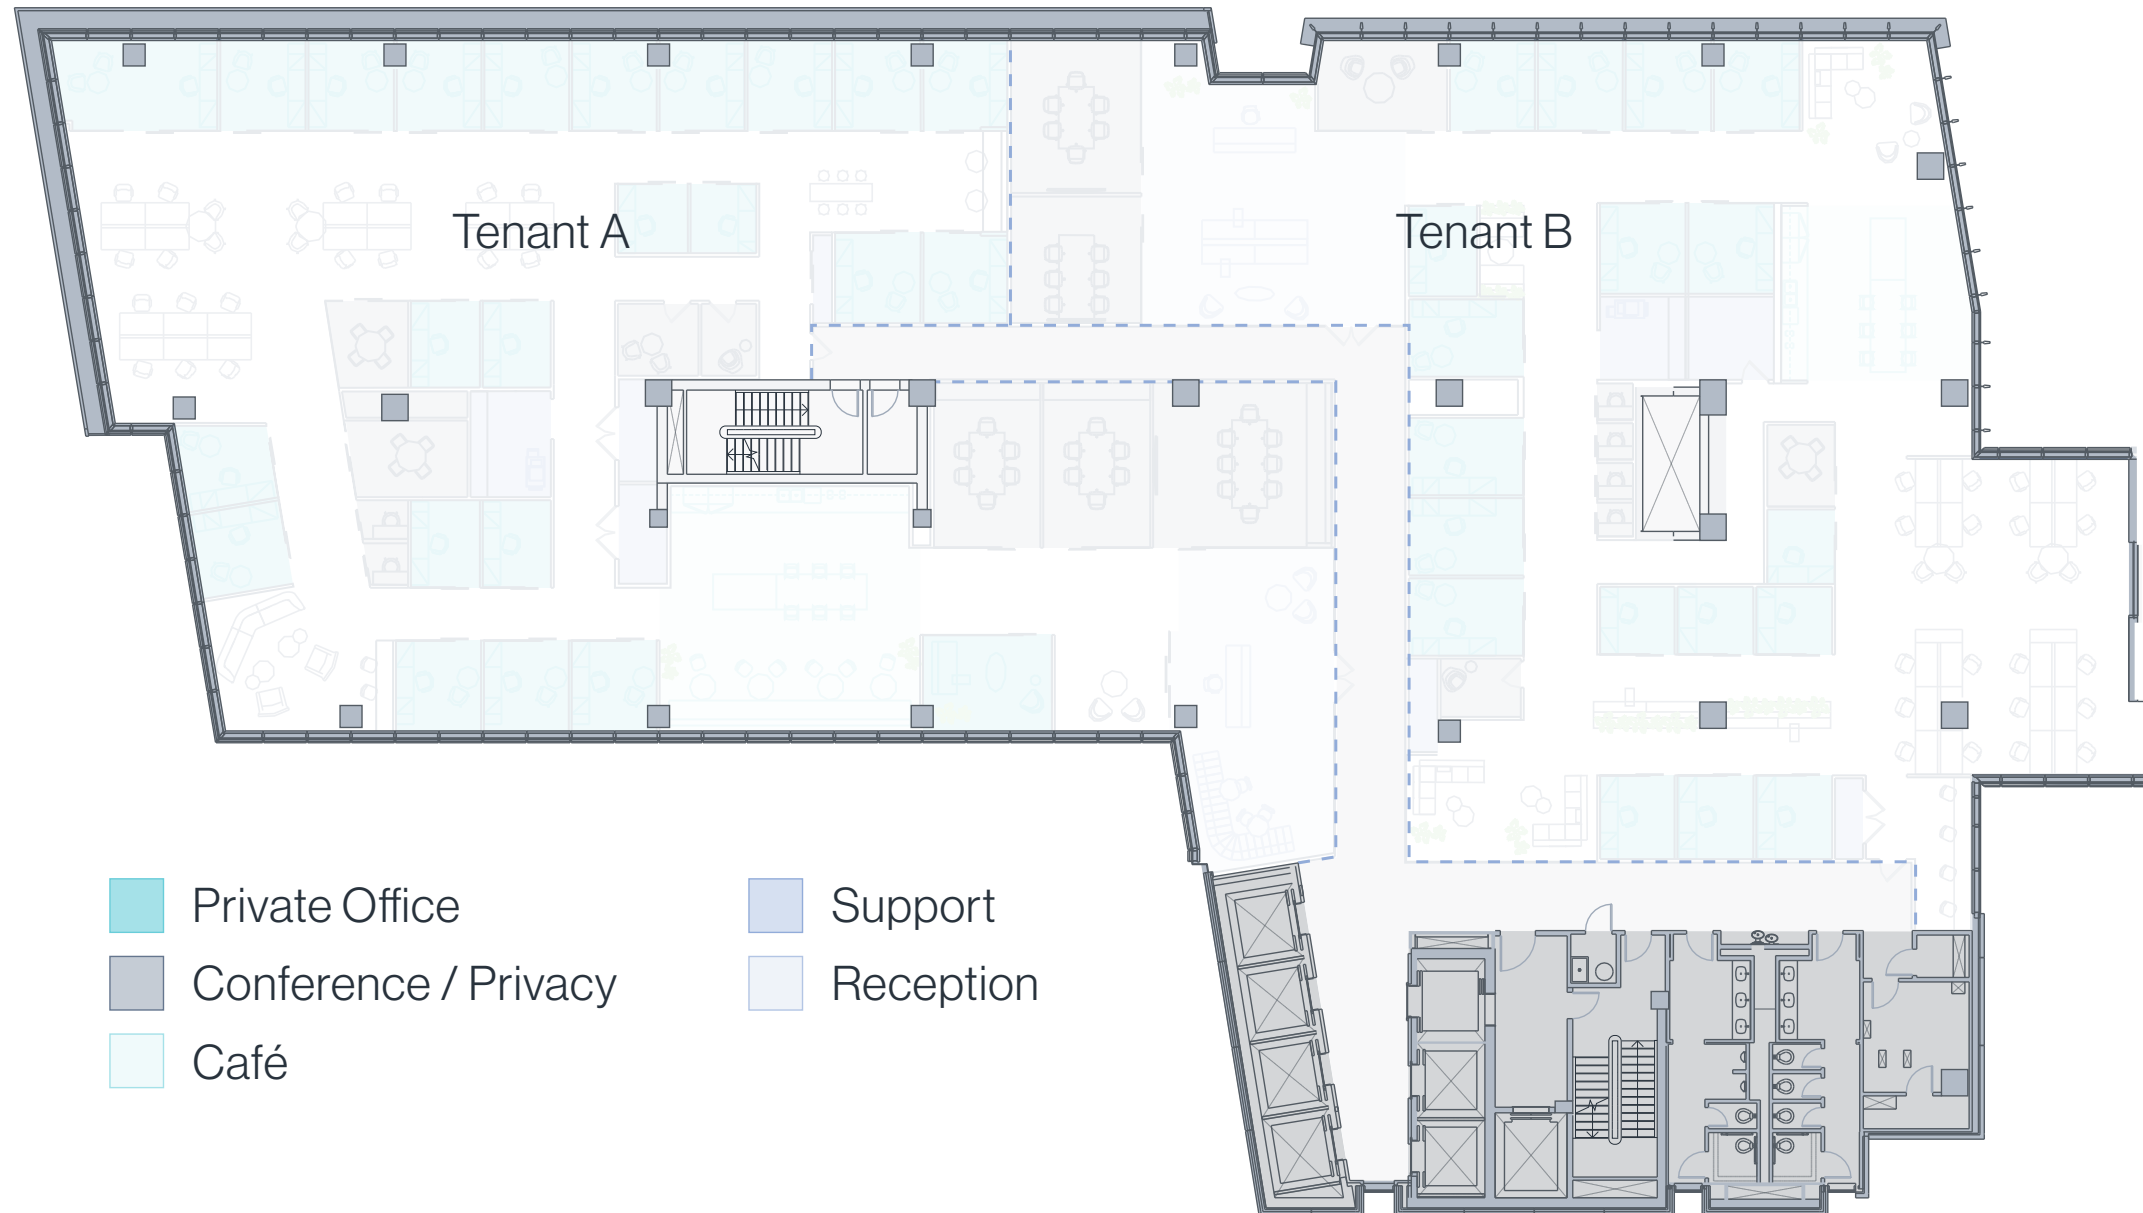 Tenant A
Tenant B
Private Office
Conference / Privacy
Café
Support
Reception